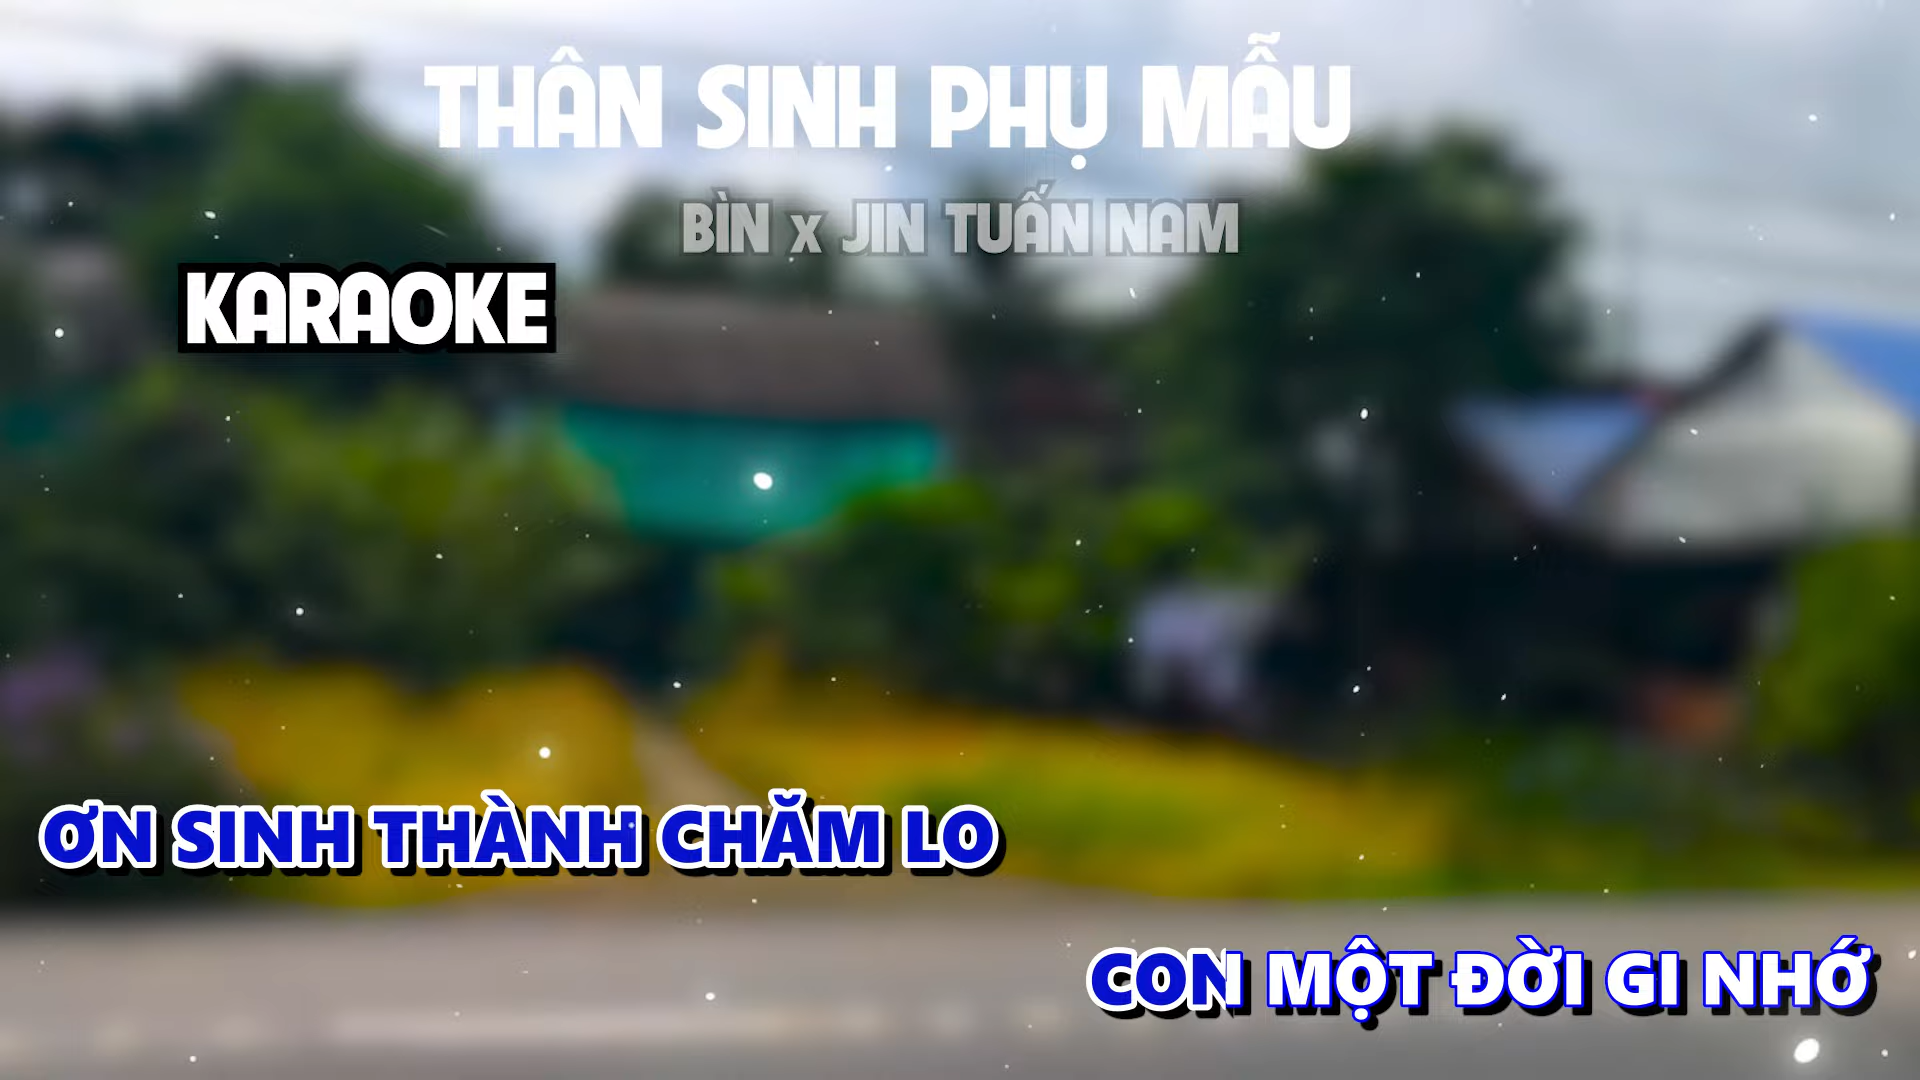 THÂN SINH PHỤ MẪU
BÌN x JIN TUẤN NAM
KARAOKE
ƠN SINH THÀNH CHĂM LO
CON MỘT ĐỜI GI NHỚ